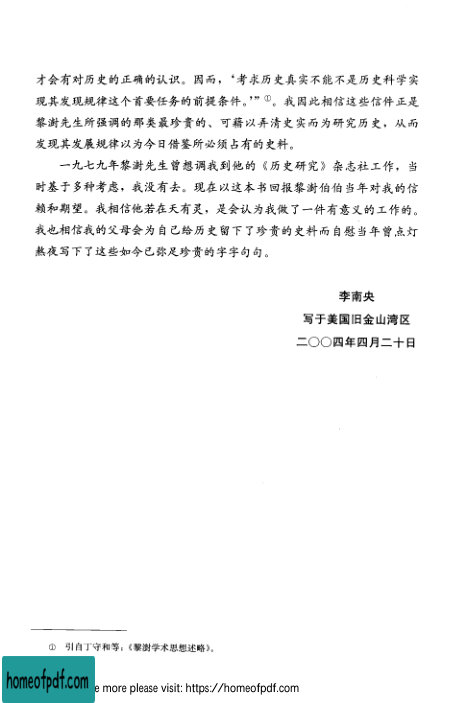 才会有对历史的正确的认识。因而，‘考求历史真实不能不是历史科学实
现其发现规律这个首要任务的前提条件。’”①。我因此相信这些信件正是
黎澍先生所强调的那类最珍贵的、可藉以弄清史实而为研究历史，从而
发现其发展规律以为今日借鉴所必须占有的史料。
一九七九年黎澍先生曾想调我到他的《历史研究》杂志社工作，当
时基于多种考虑，我没有去。现在以这本书回报黎澍伯伯当年对我的信
赖和期望。我相信他若在天有灵，是会认为我做了一件有意义的工作的。
我也相信我的父母会为自己给历史留下了珍贵的史料而自慰当年曾点灯
熬夜写下了这些如今已弥足珍贵的字字句句。
李南央
写于美国旧金山湾区
二〇〇四年四月二十日
① 引自丁守和等：《黎澍学术思想述略》。
homeofpdf.com
e more please visit: https://homeofpdf.com